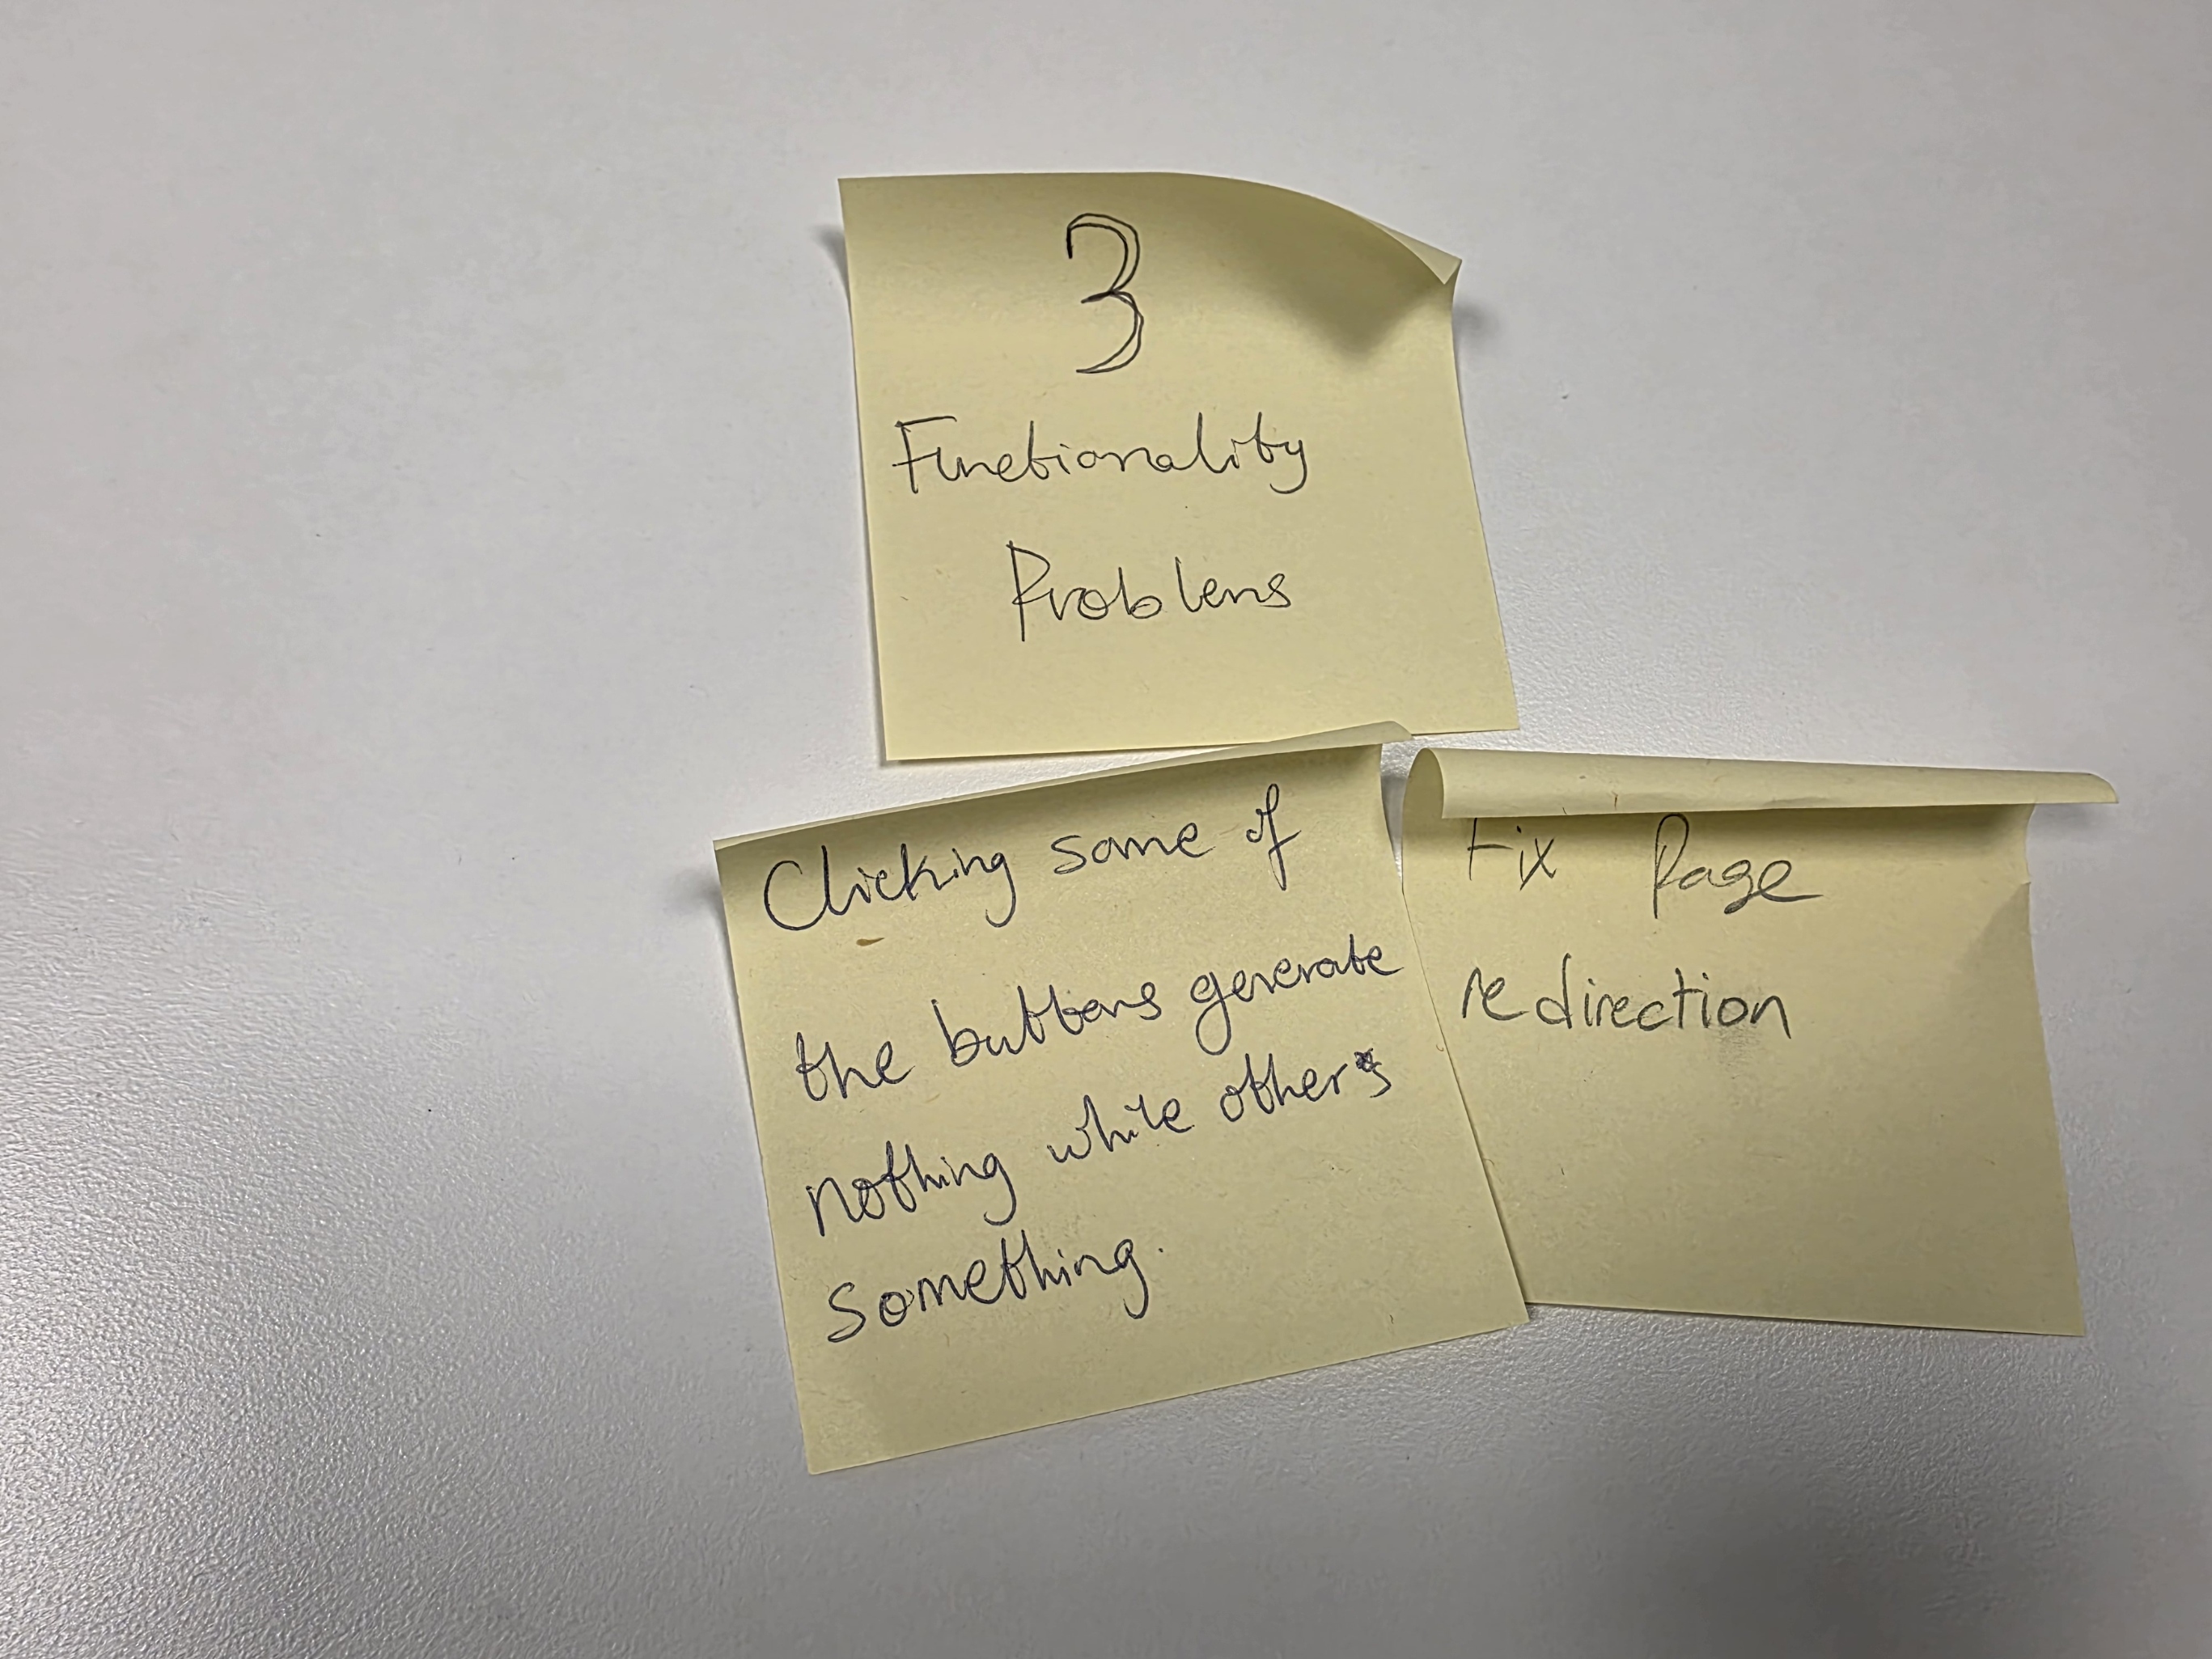 3
Functionality
Problems
Clicking some of
the buttons generate
nothing while others
something.
Fix Page
redirection